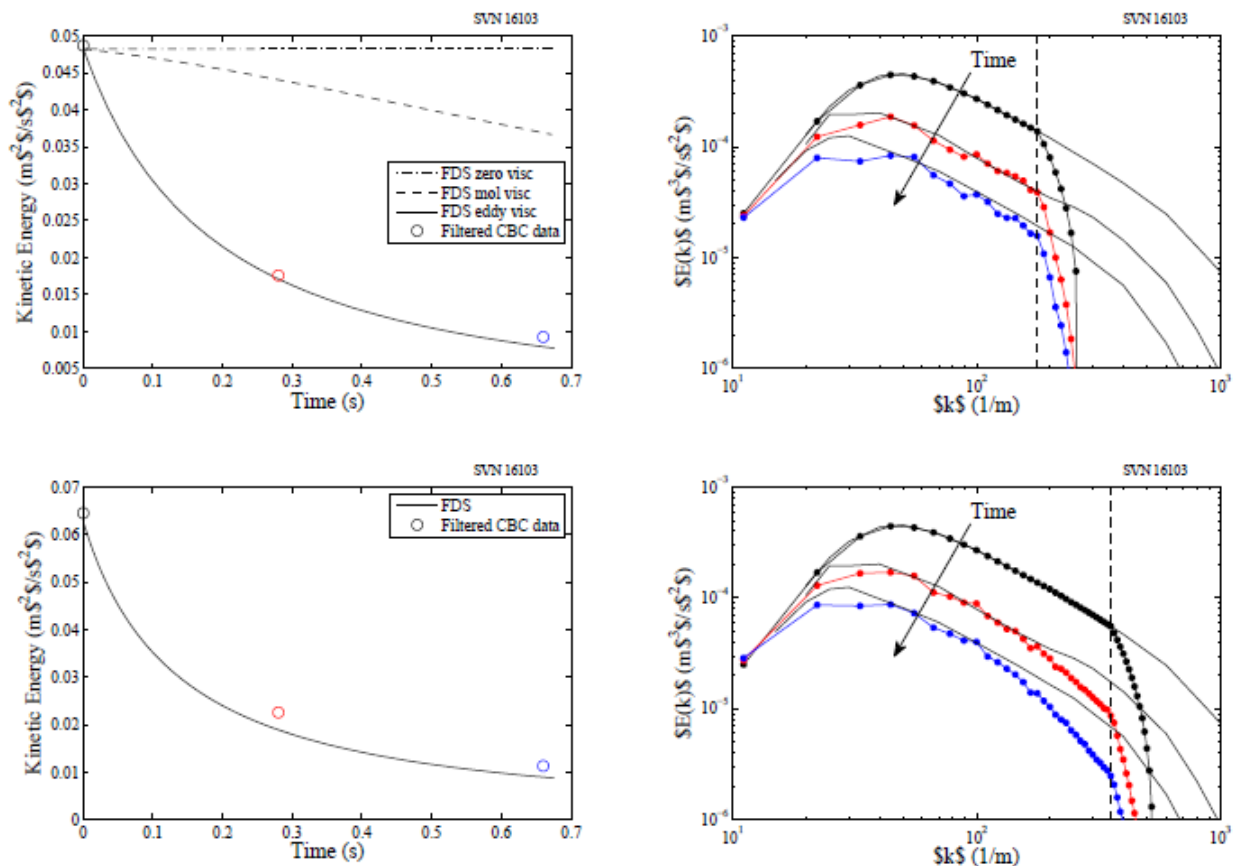 SVN 16103
Kinetic Energy (m$^2$/s$^2$)
0.05
0.045
0.04
0.035
0.03
0.025
0.02
0.015
0.01
0.005
FDS zero visc
FDS mol visc
FDS eddy visc
Filtered CBC data
0 0.1 0.2 0.3 0.4 0.5 0.6 0.7
Time (s)
SVN 16103
$E(k)$ (m$^3$/s$^2$)
10^-3
10^-4
10^-5
10^-6
Time
10^1 10^2 10^3
$k$ (1/m)
SVN 16103
Kinetic Energy (m$^2$/s$^2$)
0.07
0.06
0.05
0.04
0.03
0.02
0.01
0
FDS
Filtered CBC data
0 0.1 0.2 0.3 0.4 0.5 0.6 0.7
Time (s)
SVN 16103
$E(k)$ (m$^3$/s$^2$)
10^-3
10^-4
10^-5
10^-6
Time
10^1 10^2 10^3
$k$ (1/m)